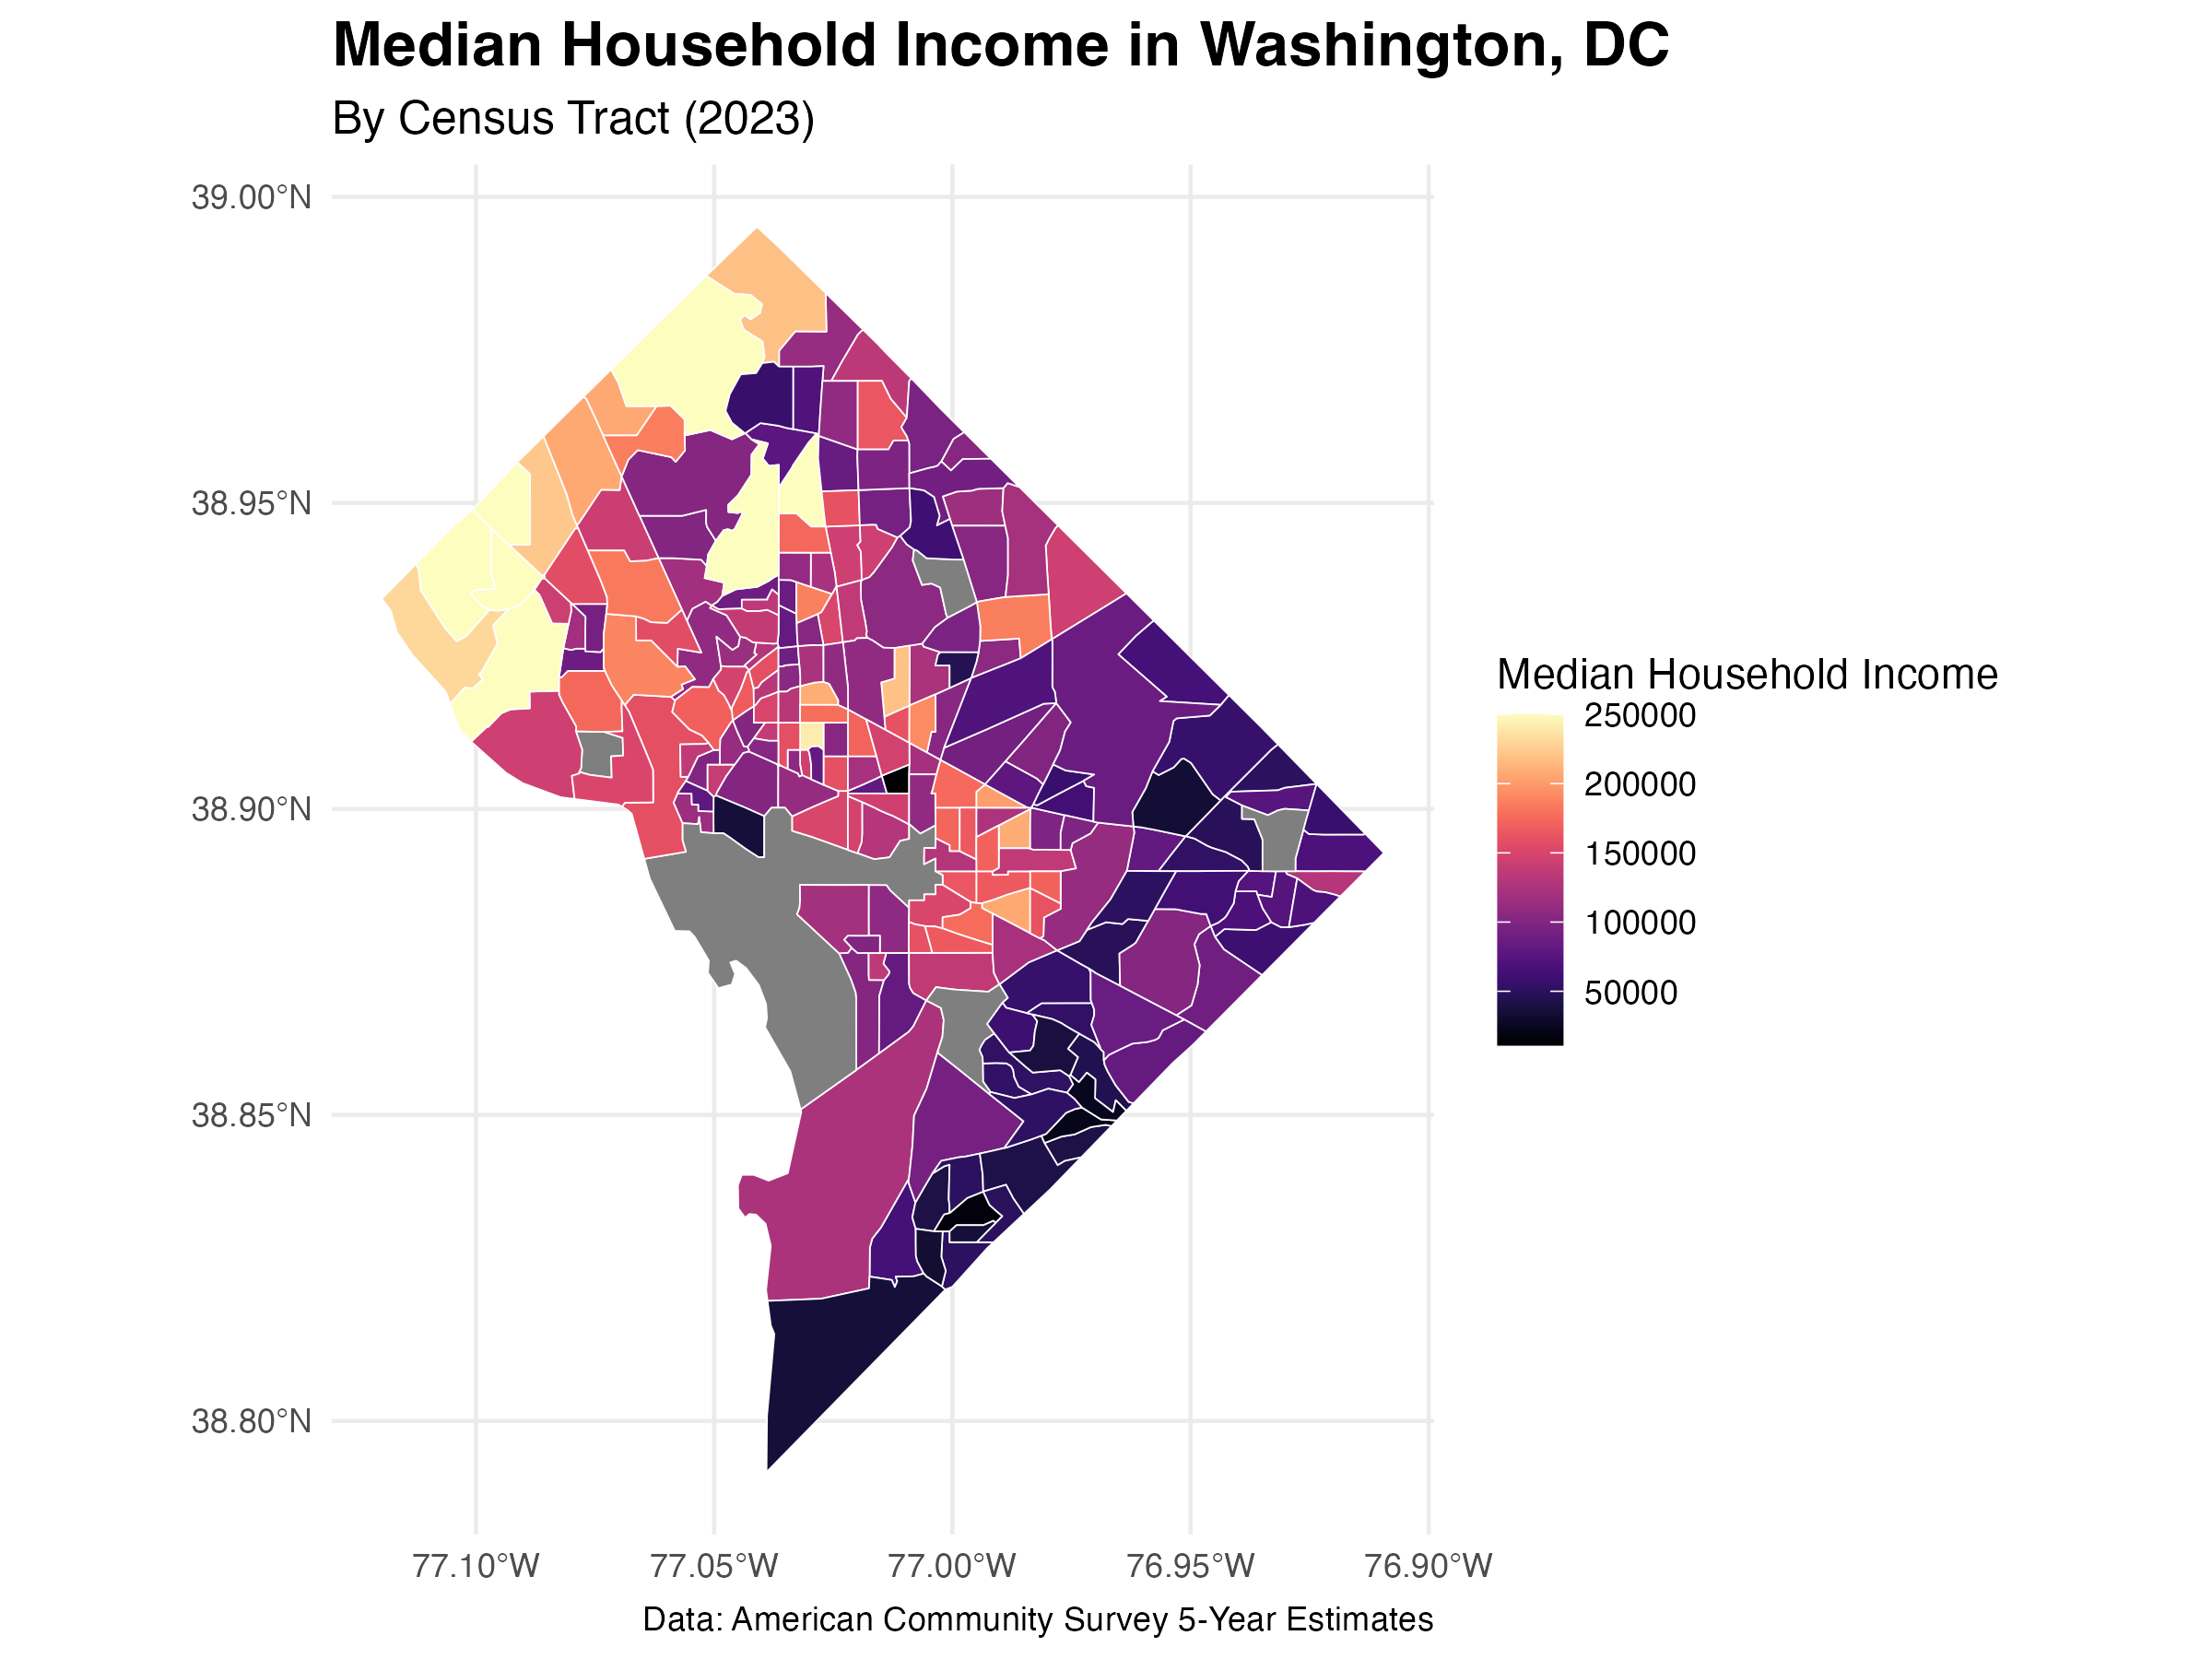 Median Household Income in Washington, DC
By Census Tract (2023)
39.00°N
38.95°N
38.90°N
38.85°N
38.80°N
77.10°W
77.05°W
77.00°W
76.95°W
76.90°W
Median Household Income
250000
200000
150000
100000
50000
Data: American Community Survey 5-Year Estimates